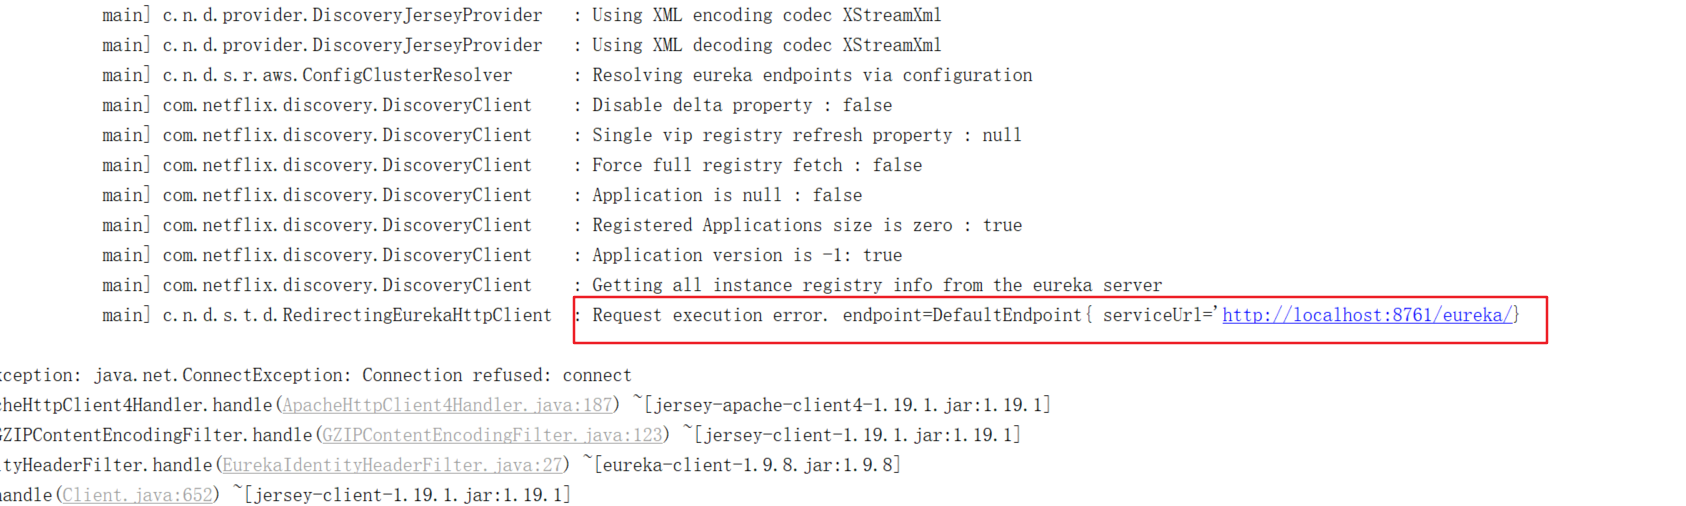 main] c.n.d.provider.DiscoveryJerseyProvider : Using XML encoding codec XStreamXml
main] c.n.d.provider.DiscoveryJerseyProvider : Using XML decoding codec XStreamXml
main] c.n.d.s.r.aws.ConfigClusterResolver : Resolving eureka endpoints via configuration
main] com.netflix.discovery.DiscoveryClient : Disable delta property : false
main] com.netflix.discovery.DiscoveryClient : Single vip registry refresh property : null
main] com.netflix.discovery.DiscoveryClient : Force full registry fetch : false
main] com.netflix.discovery.DiscoveryClient : Application is null : false
main] com.netflix.discovery.DiscoveryClient : Registered Applications size is zero : true
main] com.netflix.discovery.DiscoveryClient : Application version is -1: true
main] com.netflix.discovery.DiscoveryClient : Getting all instance registry info from the eureka server
main] c.n.d.s.t.d.RedirectingEurekaHttpClient : Request execution error. endpoint=DefaultEndpoint{ serviceUrl='http://localhost:8761/eureka/}
xception: java.net.ConnectException: Connection refused: connect
cheHttpClient4Handler.handle(ApacheHttpClient4Handler.java:187) ~[jersey-apache-client4-1.19.1.jar:1.19.1]
GZIPContentEncodingFilter.handle(GZIPContentEncodingFilter.java:123) ~[jersey-client-1.19.1.jar:1.19.1]
ityHeaderFilter.handle(EurekaIdentityHeaderFilter.java:27) ~[eureka-client-1.9.8.jar:1.9.8]
handle(Client.java:652) ~[jersey-client-1.19.1.jar:1.19.1]